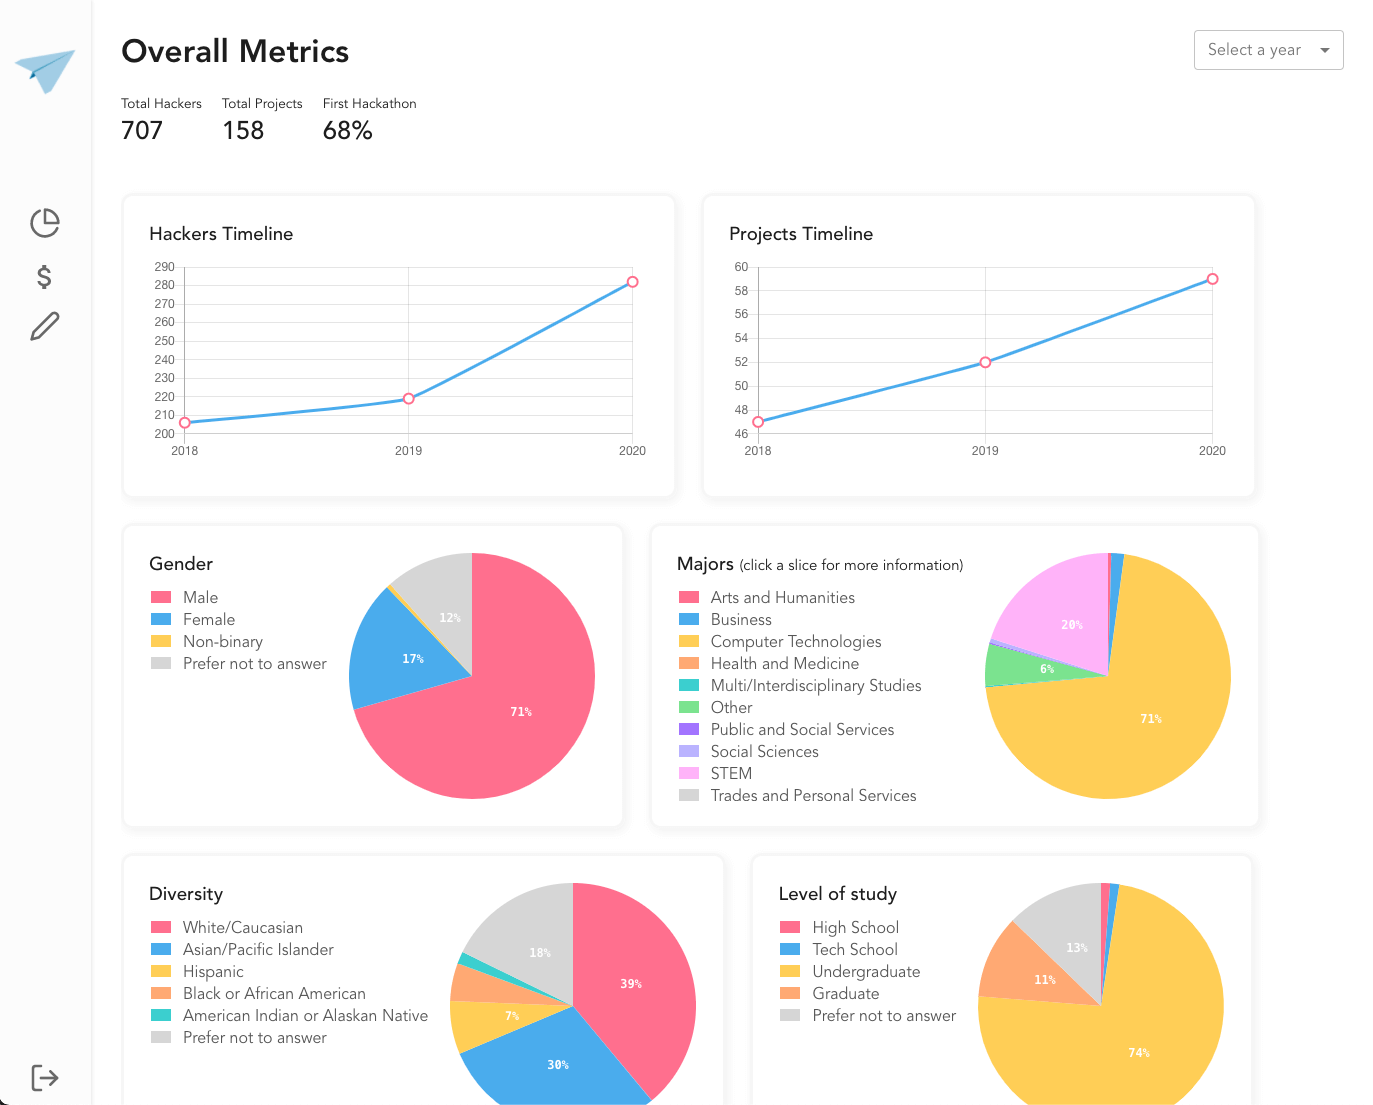 Overall Metrics
Select a year
Total Hackers Total Projects First Hackathon
707 158 68%
Hackers Timeline
290
280
270
260
250
240
230
220
210
200
2018 2019 2020
Projects Timeline
60
58
56
54
52
50
48
46
2018 2019 2020
Gender
Male
Female
Non-binary
Prefer not to answer
12%
17%
71%
Majors (click a slice for more information)
Arts and Humanities
Business
Computer Technologies
Health and Medicine
Multi/Interdisciplinary Studies
Other
Public and Social Services
Social Sciences
STEM
Trades and Personal Services
20%
6%
71%
Diversity
White/Caucasian
Asian/Pacific Islander
Hispanic
Black or African American
American Indian or Alaskan Native
Prefer not to answer
18%
39%
7%
30%
Level of study
High School
Tech School
Undergraduate
Graduate
Prefer not to answer
13%
11%
74%